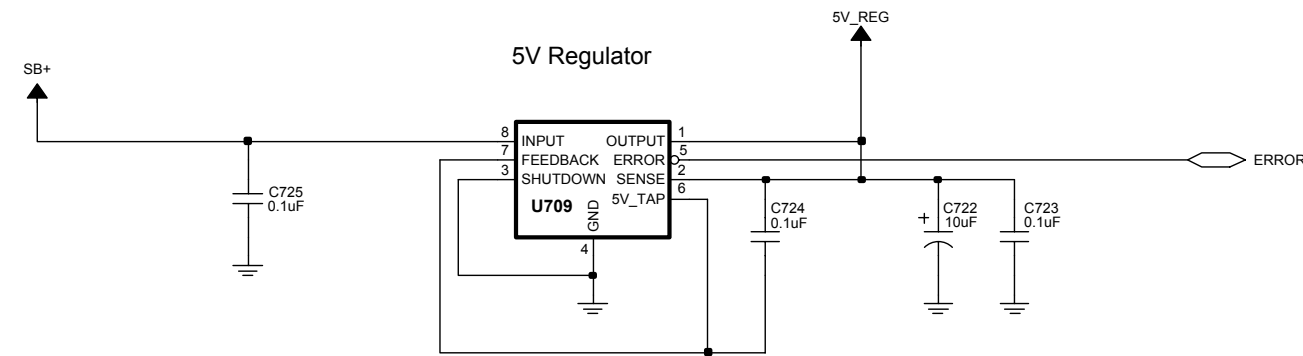 5V_REG
5V Regulator
SB+
8 INPUT OUTPUT 1
7 FEEDBACK ERROR 5
3 SHUTDOWN SENSE 2
5V_TAP 6
U709
GND
4
ERROR
C725
0.1uF
C724
0.1uF
+
C722
10uF
C723
0.1uF